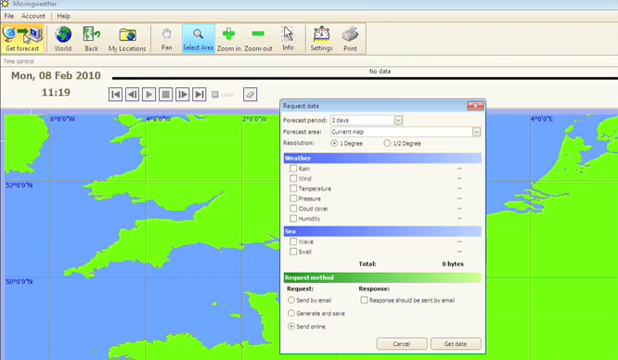 Movingweather
File Account
Get forecast World Back My Locations Pan Select Area Zoom in Zoom out Info Settings Print
Time control
Mon, 08 Feb 2010
No data
11:19
Loop
Request data
Forecast period: 2 days
Forecast area: Current map
Resolution: 1 Degree 1/2 Degree
Weather
Rain --
Wind --
Temperature --
Pressure --
Cloud cover --
Humidity --
Sea
Wave --
Swell --
Total: 0 bytes
Request method
Request: Response:
Send by email Response should be sent by email
Generate and save
Send online
Cancel Get data
6°0'0"W 4°0'0"W 2°0'0"W 4°0'0"E
52°0'0"N
50°0'0"N